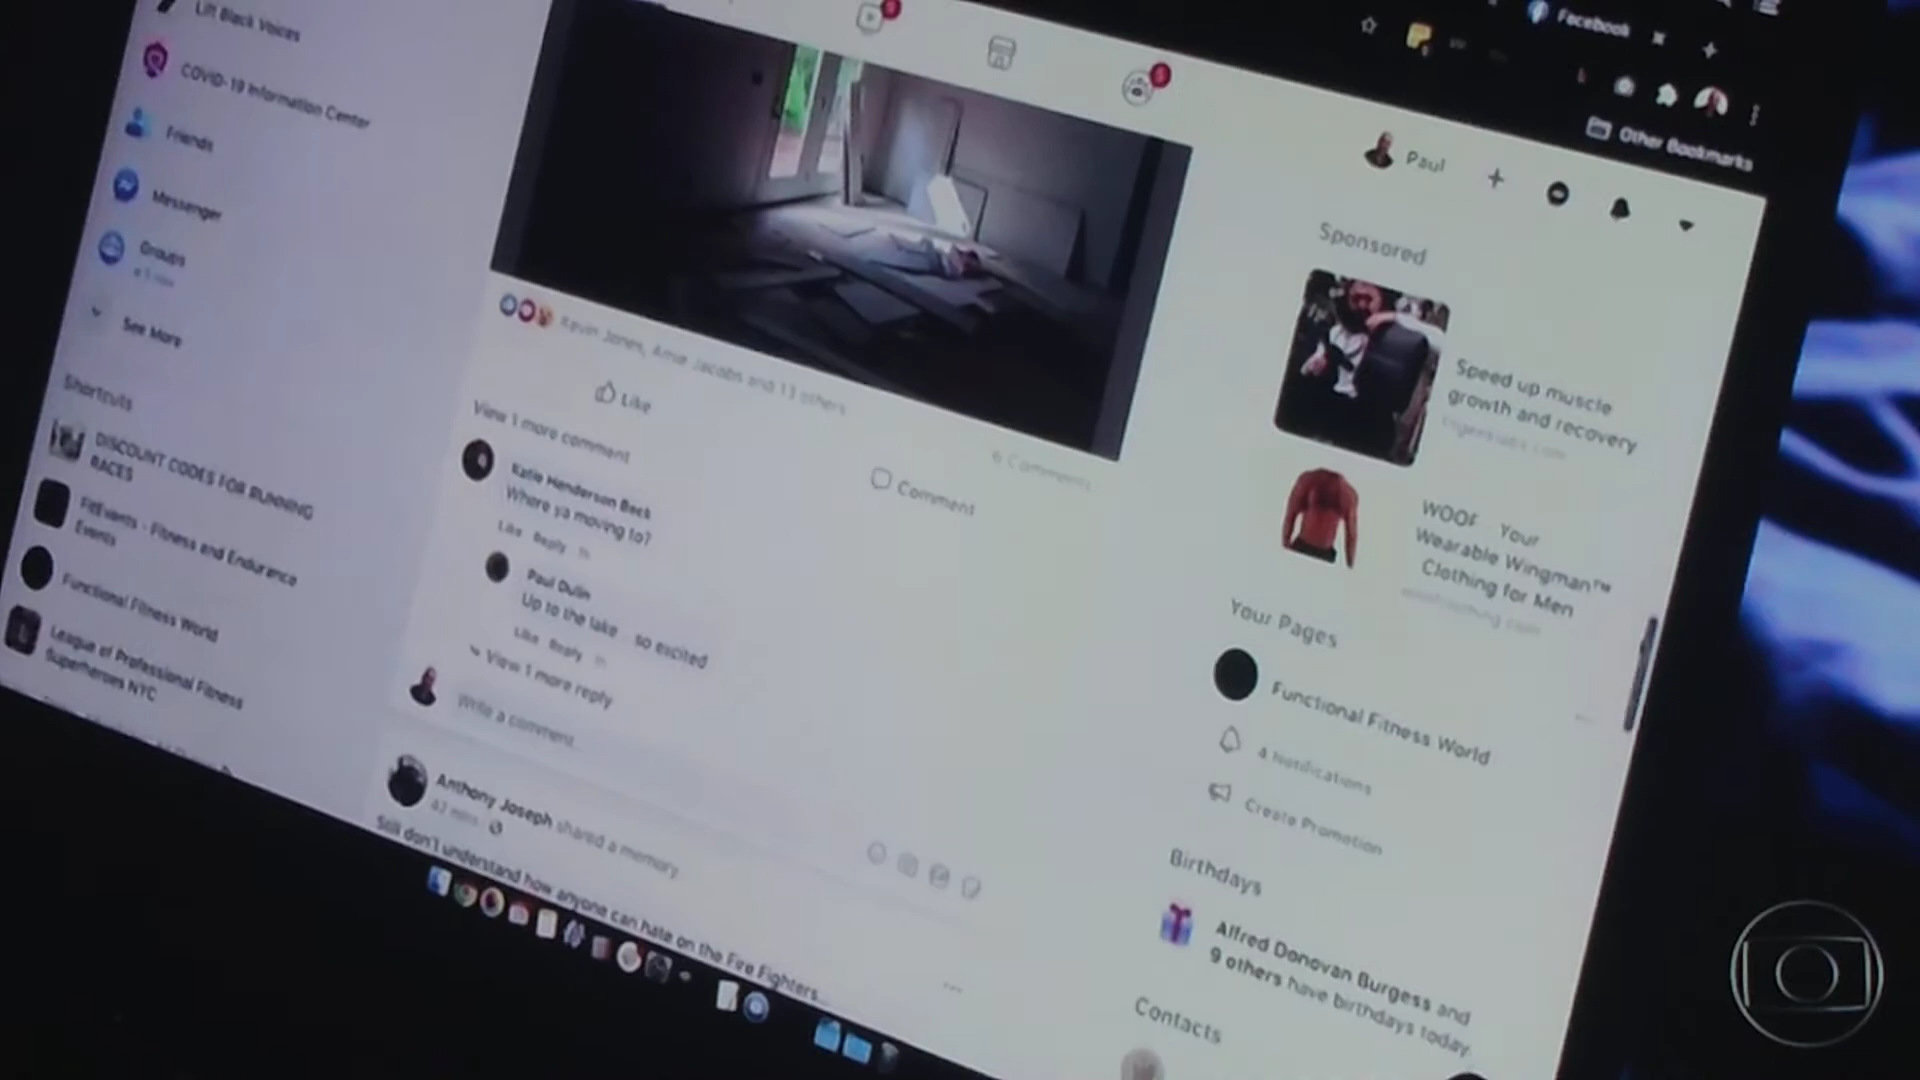 Lift Black Voices
COVID-19 Information Center
Friends
Messenger
Groups
See More
Shortcuts
DISCOUNT CODES FOR RUNNING
RACES
FitEvents - Fitness and Endurance
Events
Functional Fitness World
League of Professional Fitness
Superheroes NYC
Kevin Jones, Amie Jacobs and 13 others
6 Comments
Like
Comment
View 1 more comment
Katie Henderson Beck
Where ya moving to?
Like Reply
Paul Dulin
Up to the lake so excited
Like Reply
View 1 more reply
Write a comment
Anthony Joseph shared a memory.
42 mins
Still don't understand how anyone can hate on the Fire Fighters...
Facebook
Other Bookmarks
Paul
Sponsored
Speed up muscle
growth and recovery
WOOF Your
Wearable Wingman™
Clothing for Men
Your Pages
Functional Fitness World
4 Notifications
Create Promotion
Birthdays
Alfred Donovan Burgess and
9 others have birthdays today.
Contacts